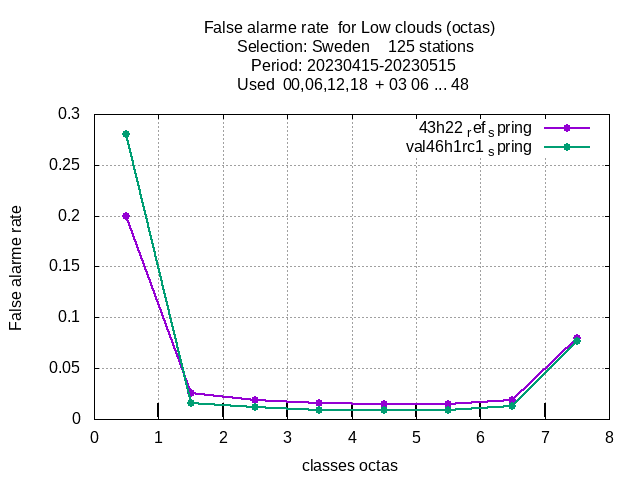 False alarme rate  for Low clouds (octas)
Selection: Sweden    125 stations
Period: 20230415-20230515
Used  00,06,12,18  + 03 06 ... 48
43h22 refspring
val46h1rc1 spring
False alarme rate
0.3
0.25
0.2
0.15
0.1
0.05
0
0 1 2 3 4 5 6 7 8
classes octas